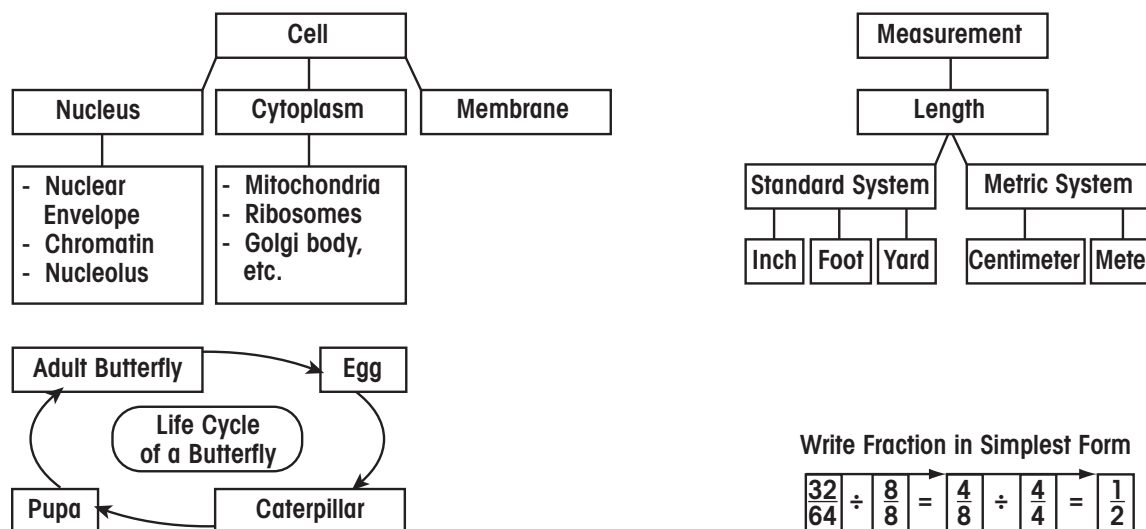 Cell
Nucleus Cytoplasm Membrane
- Nuclear
Envelope
- Chromatin
- Nucleolus
- Mitochondria
- Ribosomes
- Golgi body,
etc.
Measurement
Length
Standard System Metric System
Inch Foot Yard Centimeter Mete
Adult Butterfly Egg
Life Cycle
of a Butterfly
Pupa Caterpillar
Write Fraction in Simplest Form
32/64 ÷ 8/8 = 4/8 ÷ 4/4 = 1/2